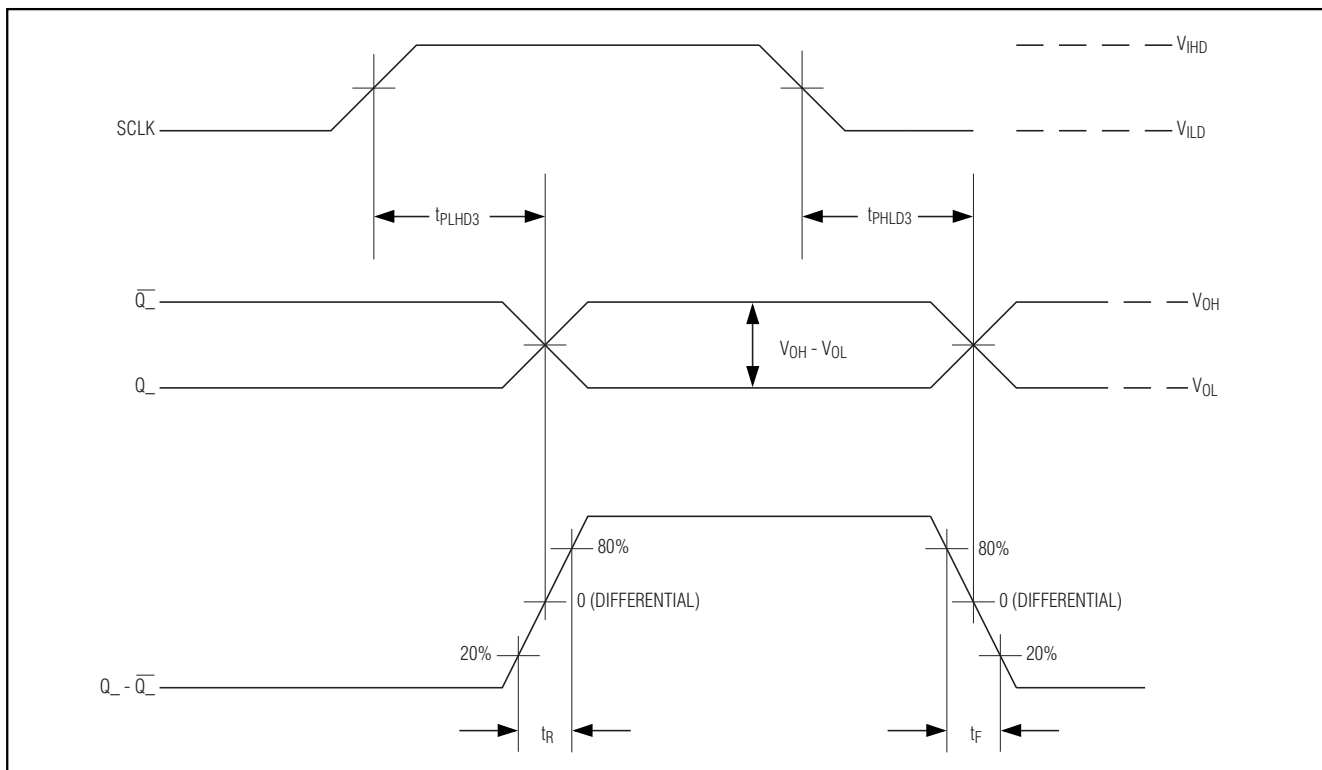 V_IHD
SCLK
V_ILD
t_PLHD3
t_PHLD3
Q̅_̅
V_OH
V_OH - V_OL
Q_
V_OL
80%
80%
0 (DIFFERENTIAL)
0 (DIFFERENTIAL)
20%
20%
Q_ - Q̅_̅
t_R
t_F